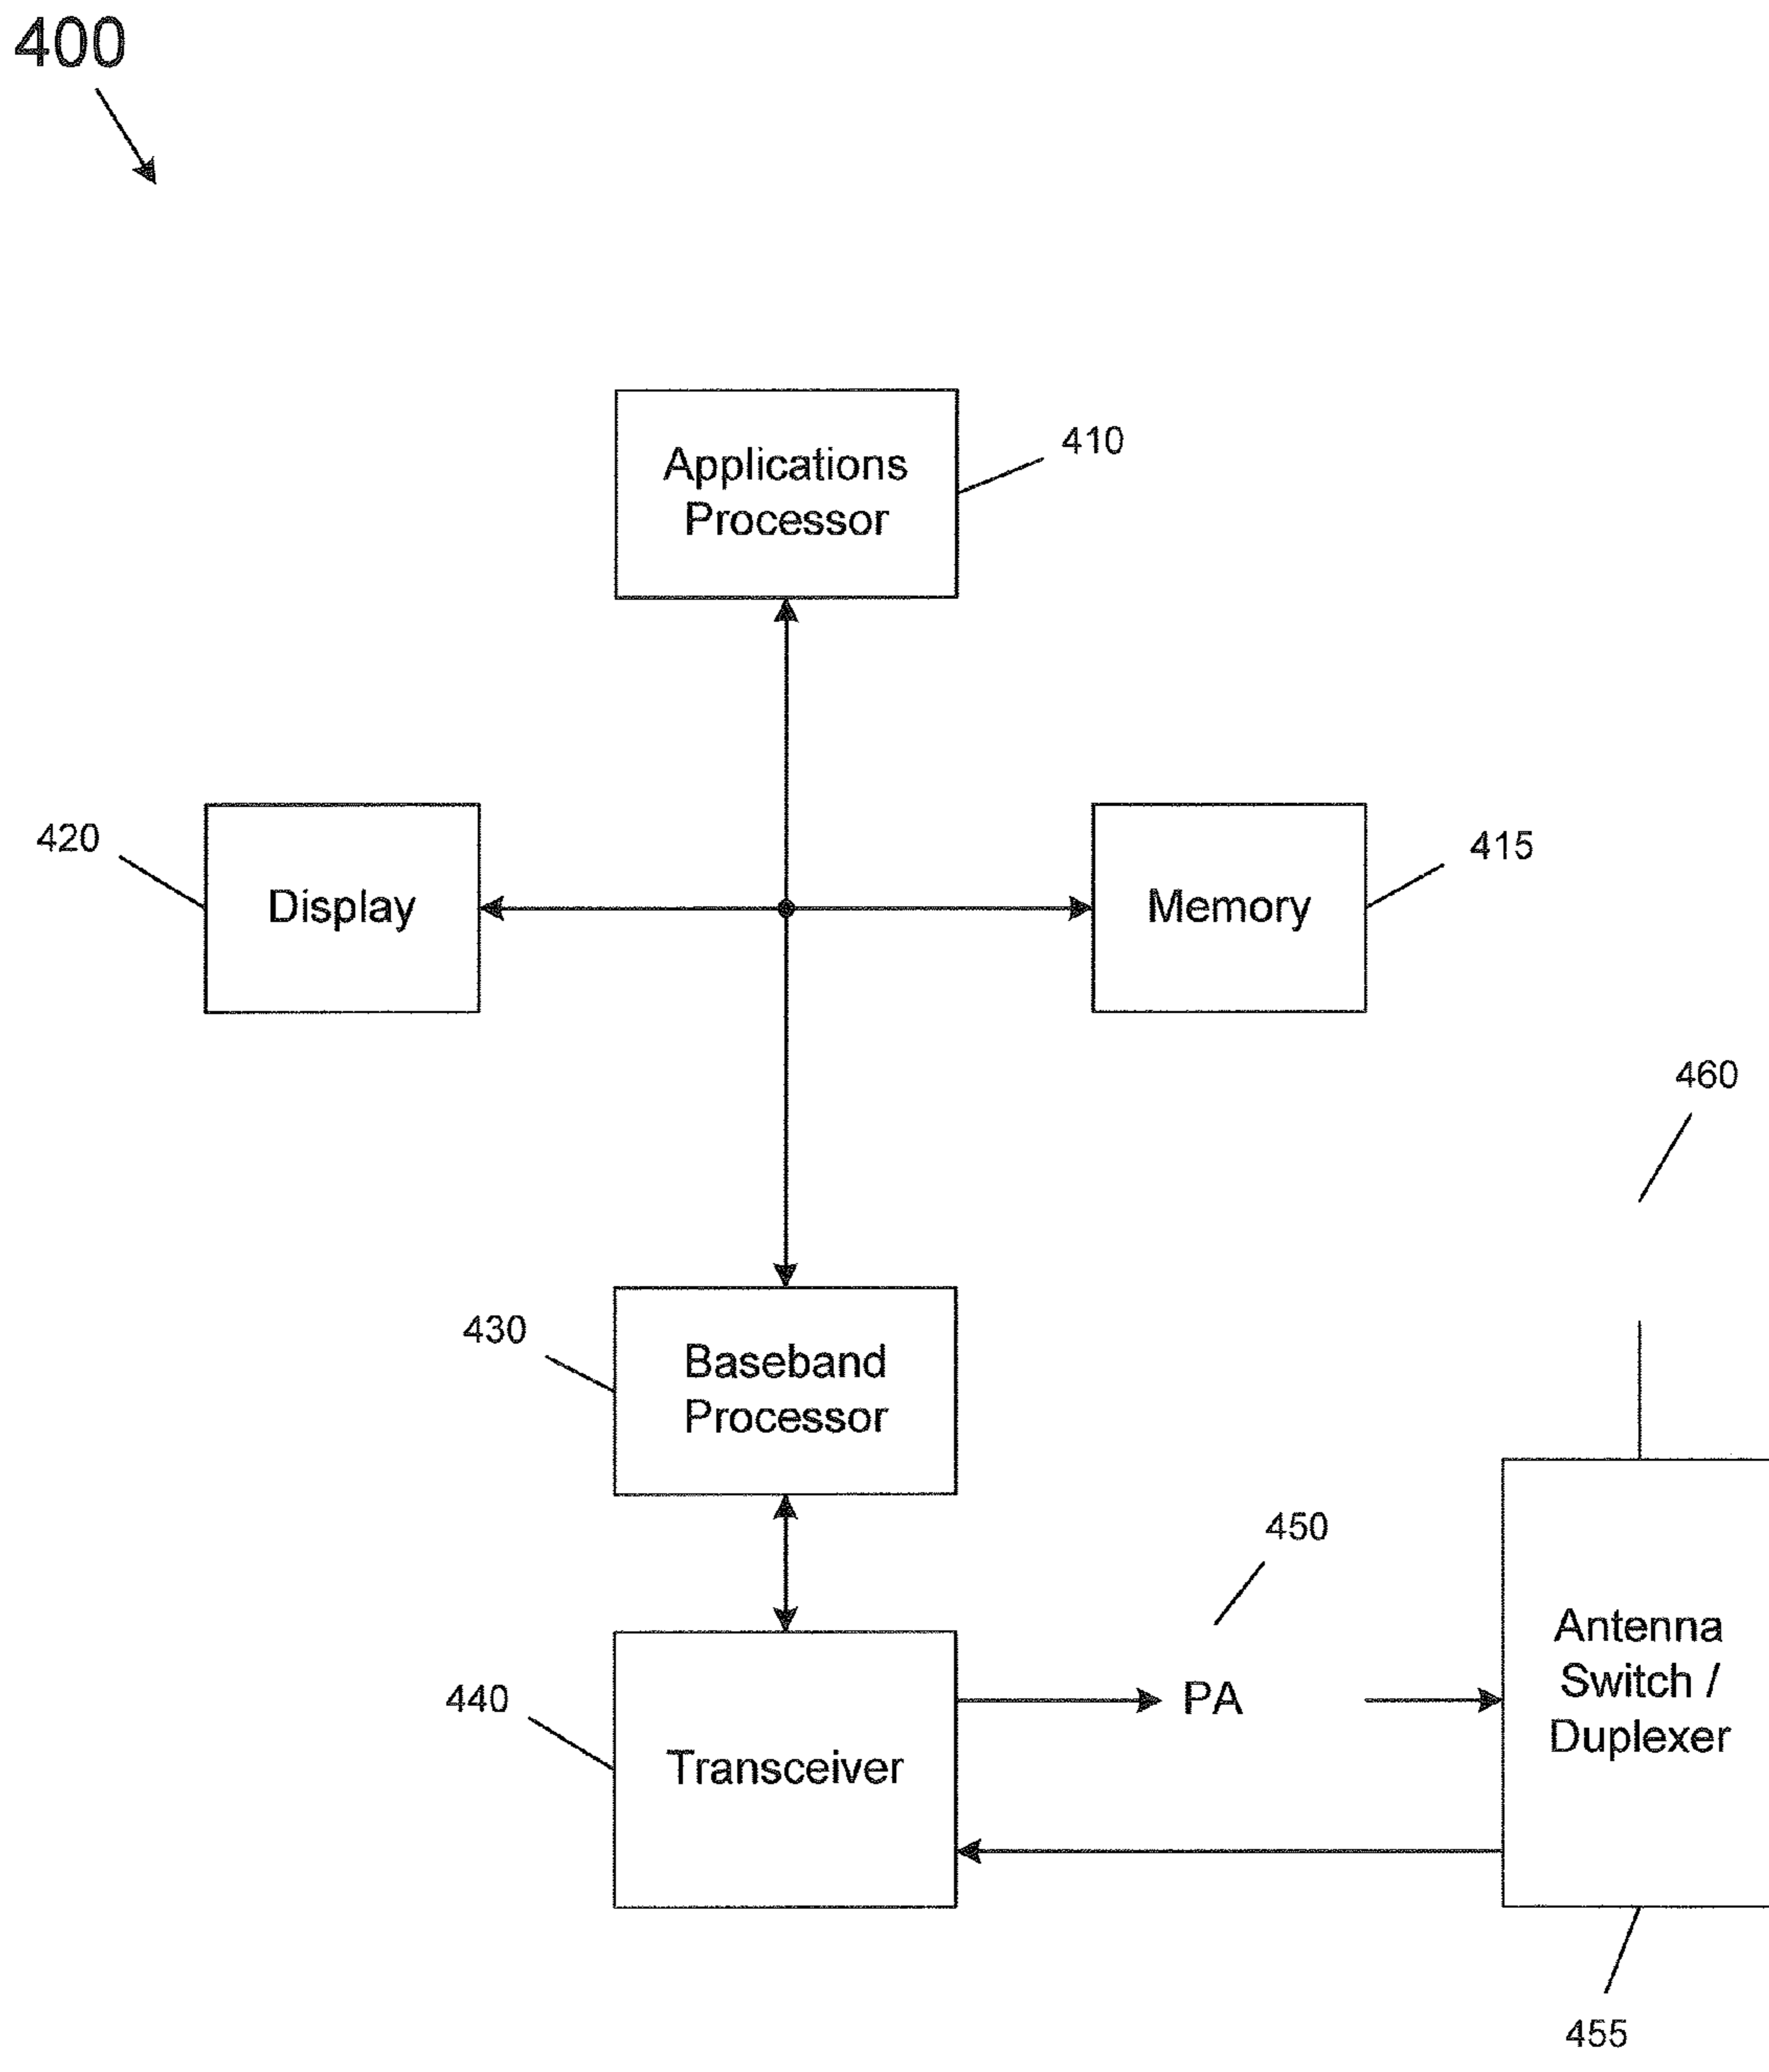 400
Applications
Processor
410
420
Display
Memory
415
460
430
Baseband
Processor
450
440
Transceiver
PA
Antenna
Switch /
Duplexer
455